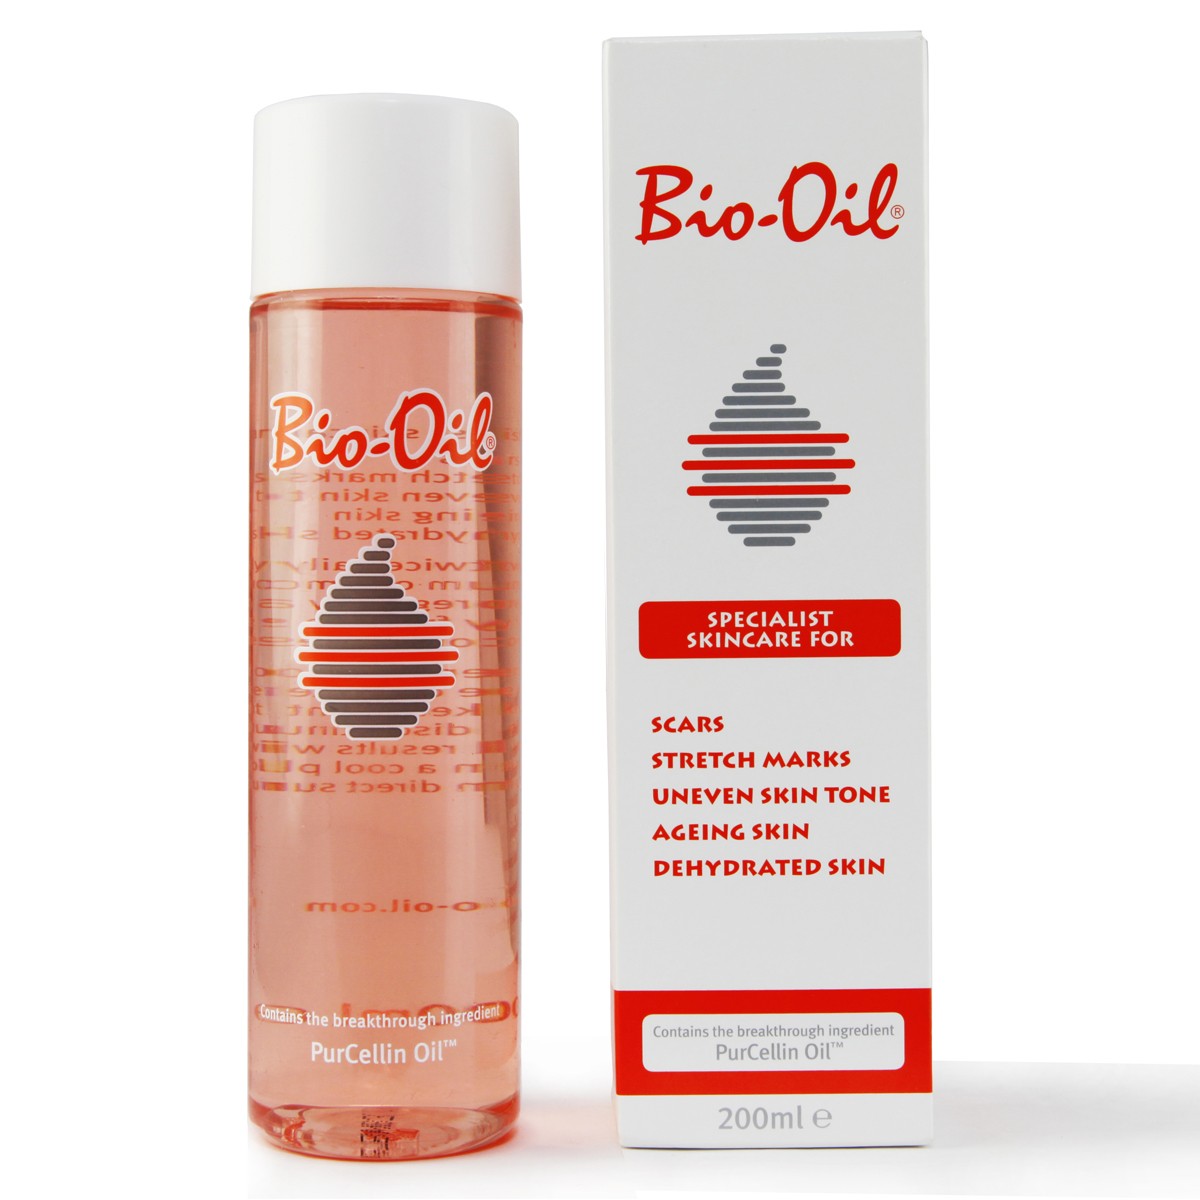 Bio-Oil®
Contains the breakthrough ingredient
PurCellin Oil™
Bio-Oil®
SPECIALIST
SKINCARE FOR
SCARS
STRETCH MARKS
UNEVEN SKIN TONE
AGEING SKIN
DEHYDRATED SKIN
Contains the breakthrough ingredient
PurCellin Oil™
200ml ℮